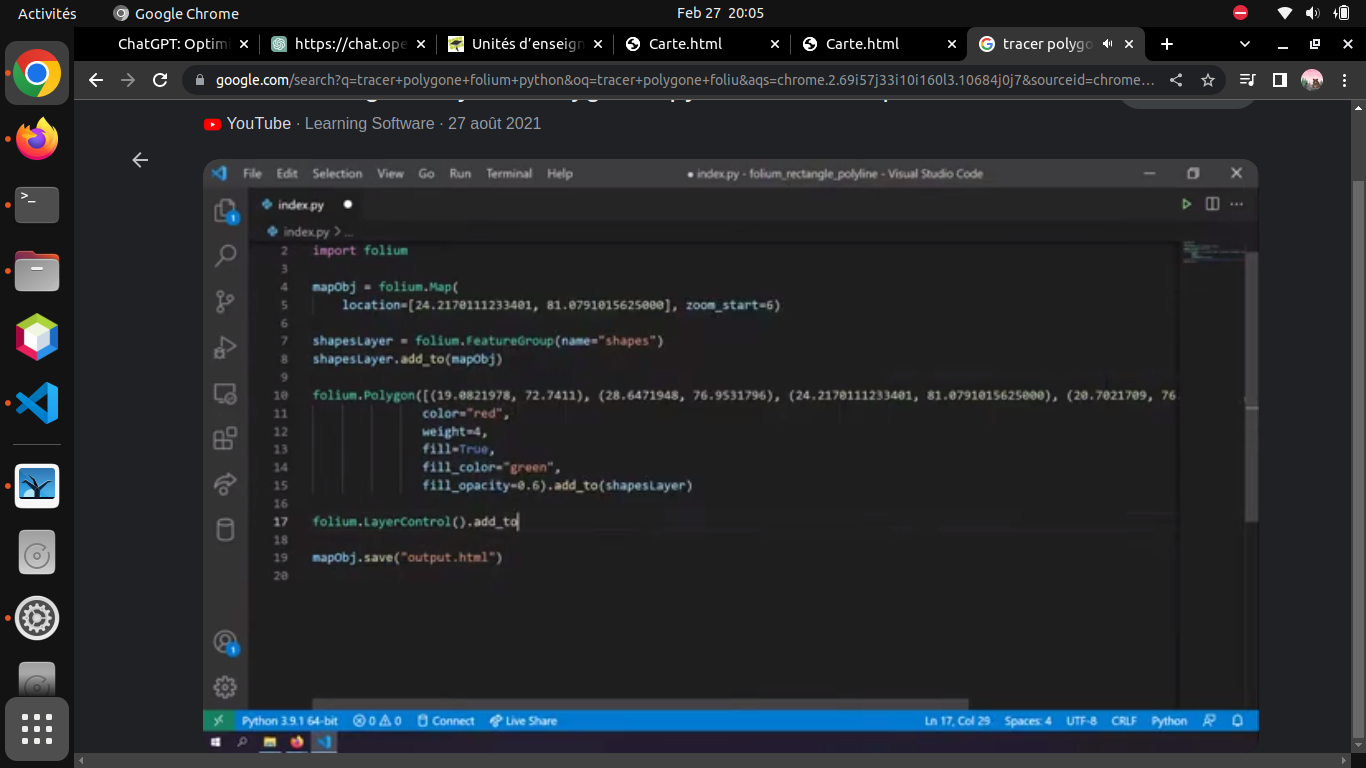 Activités
Google Chrome
Feb 27 20:05
ChatGPT: Optimi
https://chat.ope
Unités d’enseign
Carte.html
Carte.html
tracer polygo
google.com/search?q=tracer+polygone+folium+python&oq=tracer+polygone+foliu&aqs=chrome.2.69i57j33i10i160l3.10684j0j7&sourceid=chrome…
YouTube · Learning Software · 27 août 2021
File Edit Selection View Go Run Terminal Help
● index.py - folium_rectangle_polyline - Visual Studio Code
index.py
index.py > ...
2 import folium
3
4 mapObj = folium.Map(
5 location=[24.2170111233401, 81.0791015625000], zoom_start=6)
6
7 shapesLayer = folium.FeatureGroup(name="shapes")
8 shapesLayer.add_to(mapObj)
9
10 folium.Polygon([(19.0821978, 72.7411), (28.6471948, 76.9531796), (24.2170111233401, 81.0791015625000), (20.7021709, 76.
11 color="red",
12 weight=4,
13 fill=True,
14 fill_color="green",
15 fill_opacity=0.6).add_to(shapesLayer)
16
17 folium.LayerControl().add_to
18
19 mapObj.save("output.html")
20
1
1
Python 3.9.1 64-bit
0 0
Connect
Live Share
Ln 17, Col 29
Spaces: 4
UTF-8
CRLF
Python